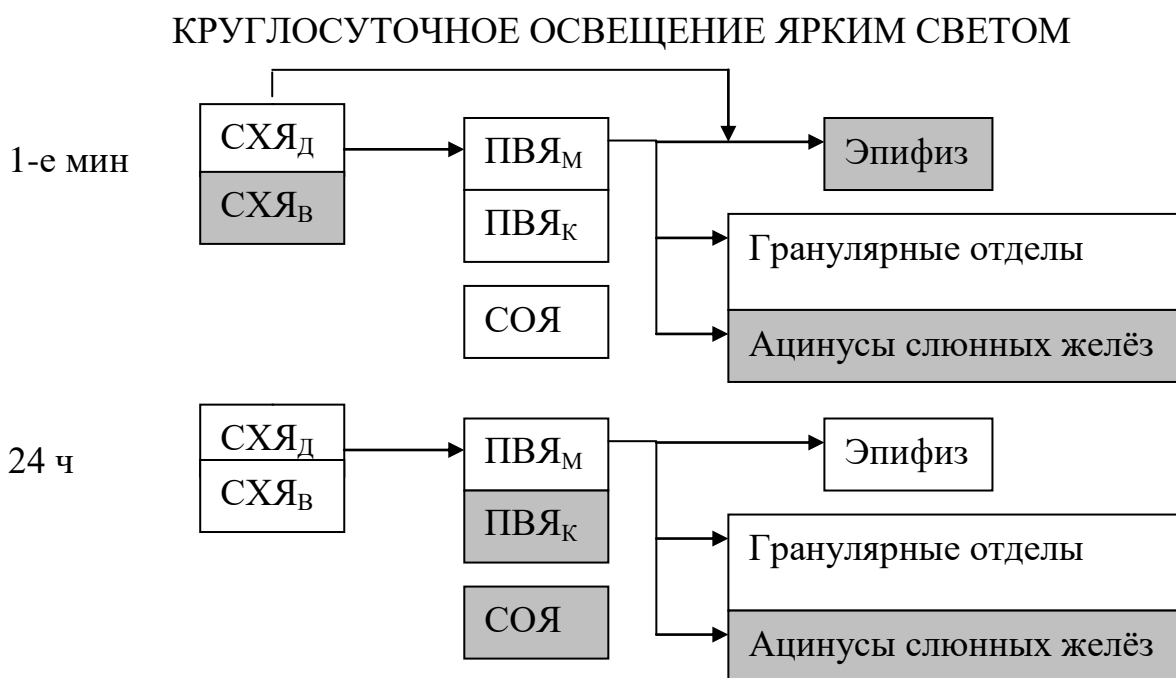 КРУГЛОСУТОЧНОЕ ОСВЕЩЕНИЕ ЯРКИМ СВЕТОМ
1-е мин
СХЯД
СХЯВ
ПВЯМ
ПВЯК
СОЯ
Эпифиз
Гранулярные отделы
Ацинусы слюнных желёз
24 ч
СХЯД
СХЯВ
ПВЯМ
ПВЯК
СОЯ
Эпифиз
Гранулярные отделы
Ацинусы слюнных желёз